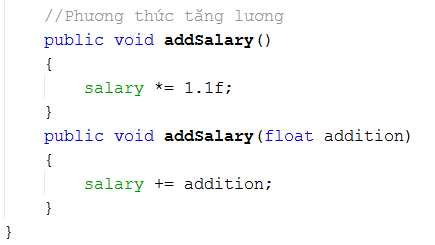 //Phương thức tăng lương
public void addSalary()
{
salary *= 1.1f;
}
public void addSalary(float addition)
{
salary += addition;
}
}